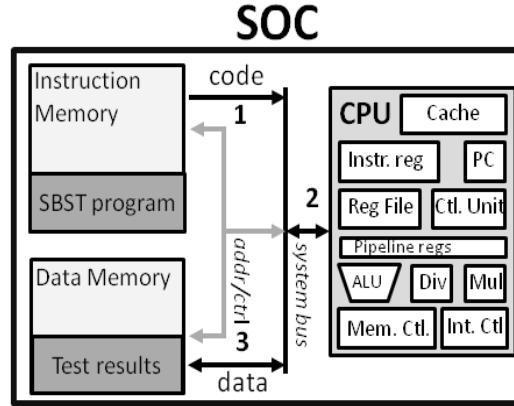 SOC
Instruction
Memory
SBST program
Data Memory
Test results
code
1
addr/ctrl
3
data
2
system bus
CPU
Cache
Instr. reg
PC
Reg File
Ctl. Unit
Pipeline regs
ALU
Div
Mul
Mem. Ctl.
Int. Ctl